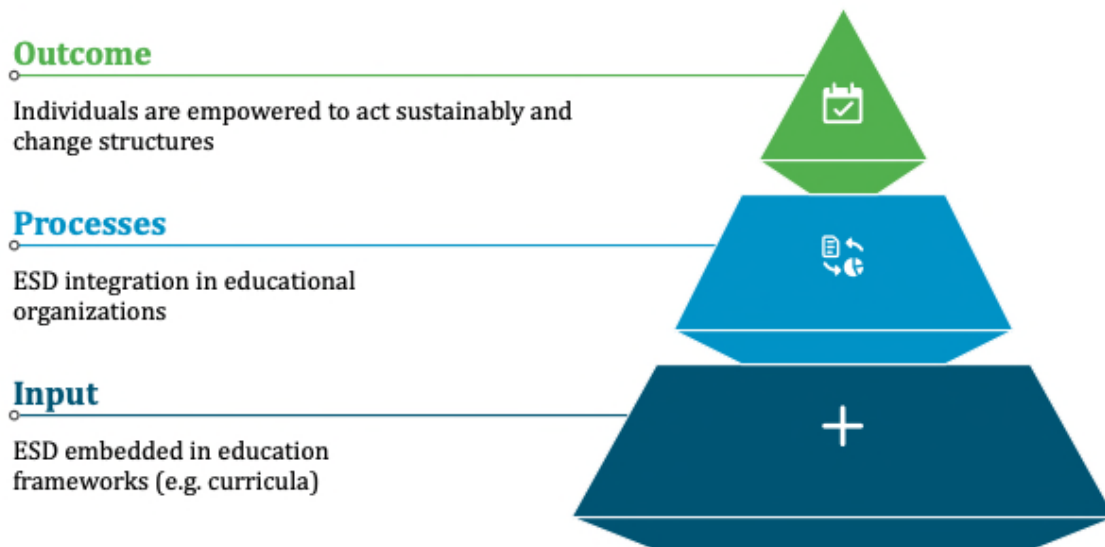 Outcome
Individuals are empowered to act sustainably and
change structures
Processes
ESD integration in educational
organizations
Input
ESD embedded in education
frameworks (e.g. curricula)